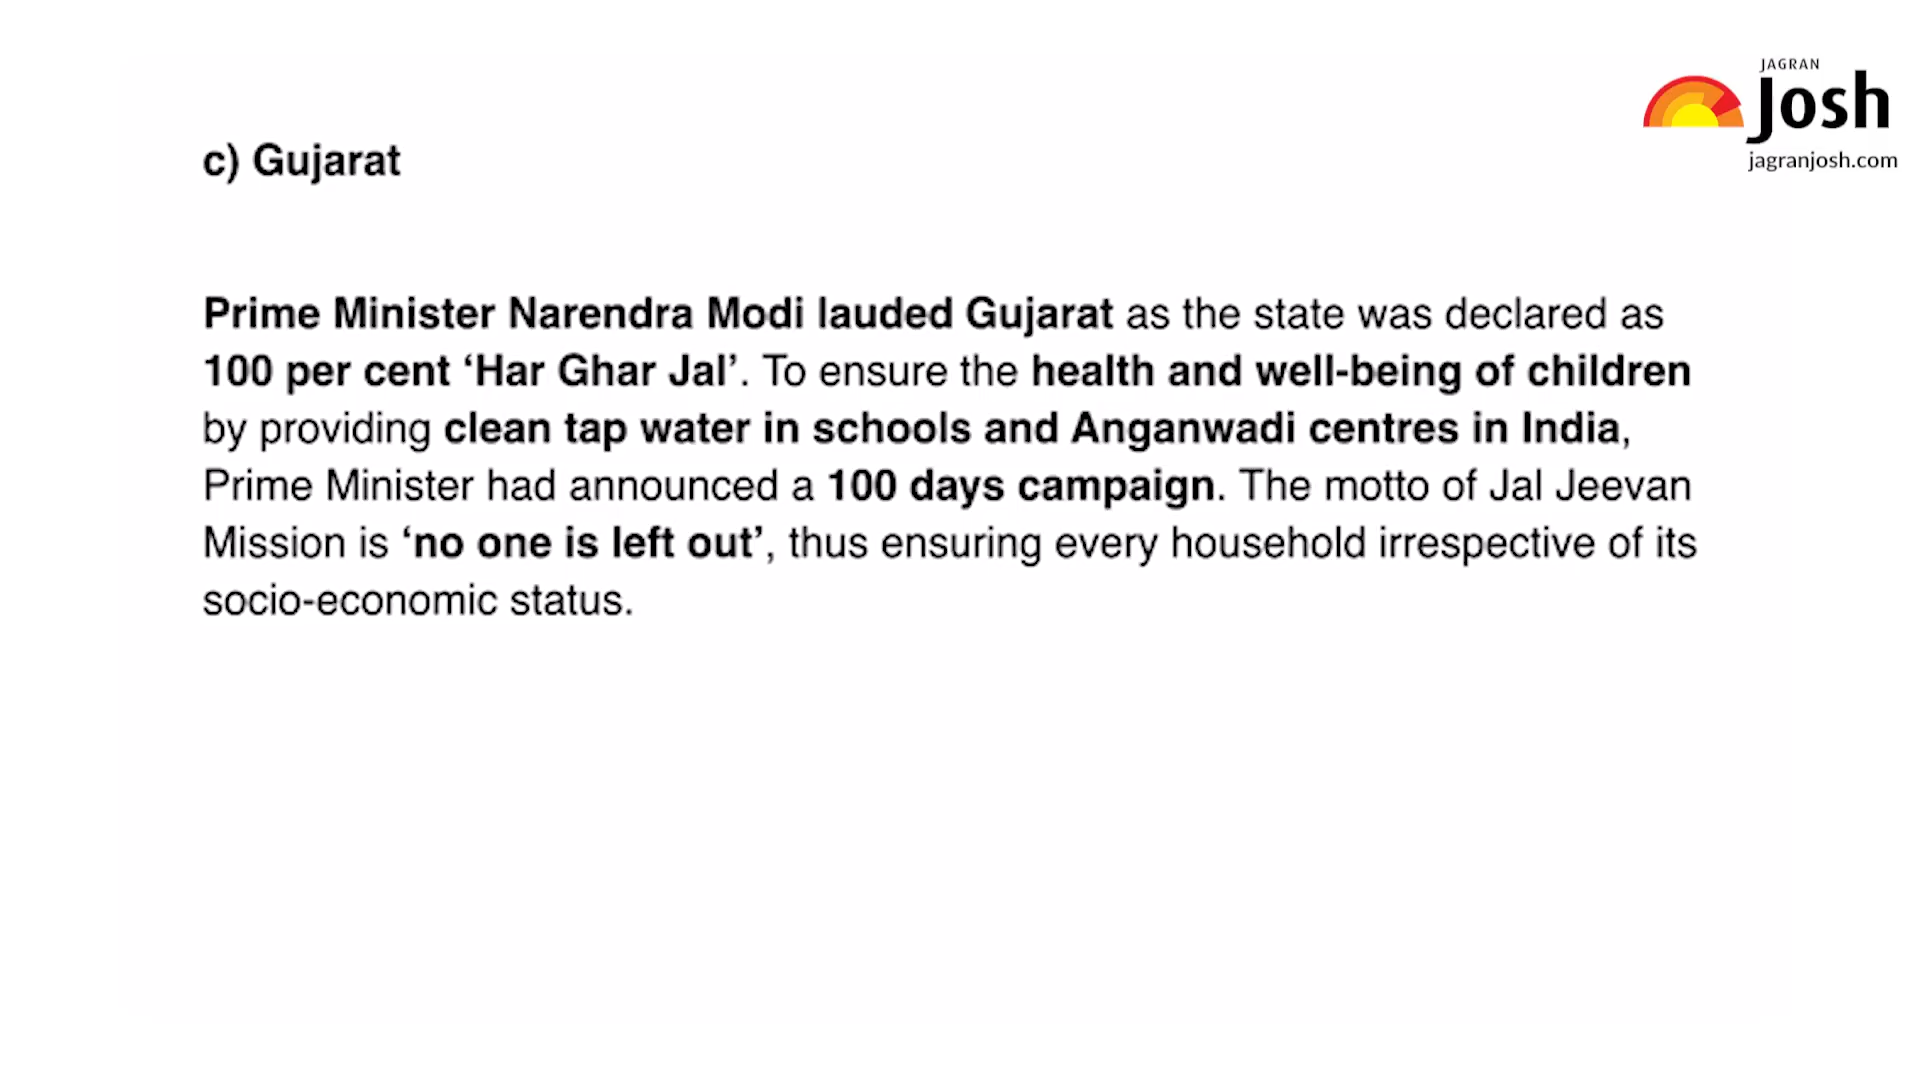 JAGRAN
Josh
jagranjosh.com
c) Gujarat
Prime Minister Narendra Modi lauded Gujarat as the state was declared as
100 per cent ‘Har Ghar Jal’. To ensure the health and well-being of children
by providing clean tap water in schools and Anganwadi centres in India,
Prime Minister had announced a 100 days campaign. The motto of Jal Jeevan
Mission is ‘no one is left out’, thus ensuring every household irrespective of its
socio-economic status.